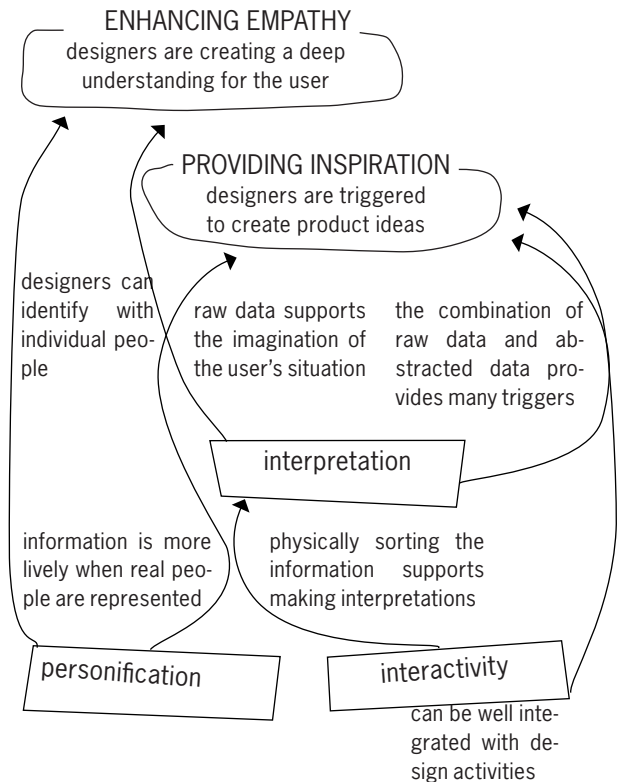 ENHANCING EMPATHY
designers are creating a deep
understanding for the user
PROVIDING INSPIRATION
designers are triggered
to create product ideas
designers can
identify with
individual peo-
ple
raw data supports
the imagination of
the user's situation
the combination of
raw data and ab-
stracted data pro-
vides many triggers
interpretation
information is more
lively when real peo-
ple are represented
physically sorting the
information supports
making interpretations
personification
interactivity
can be well inte-
grated with de-
sign activities